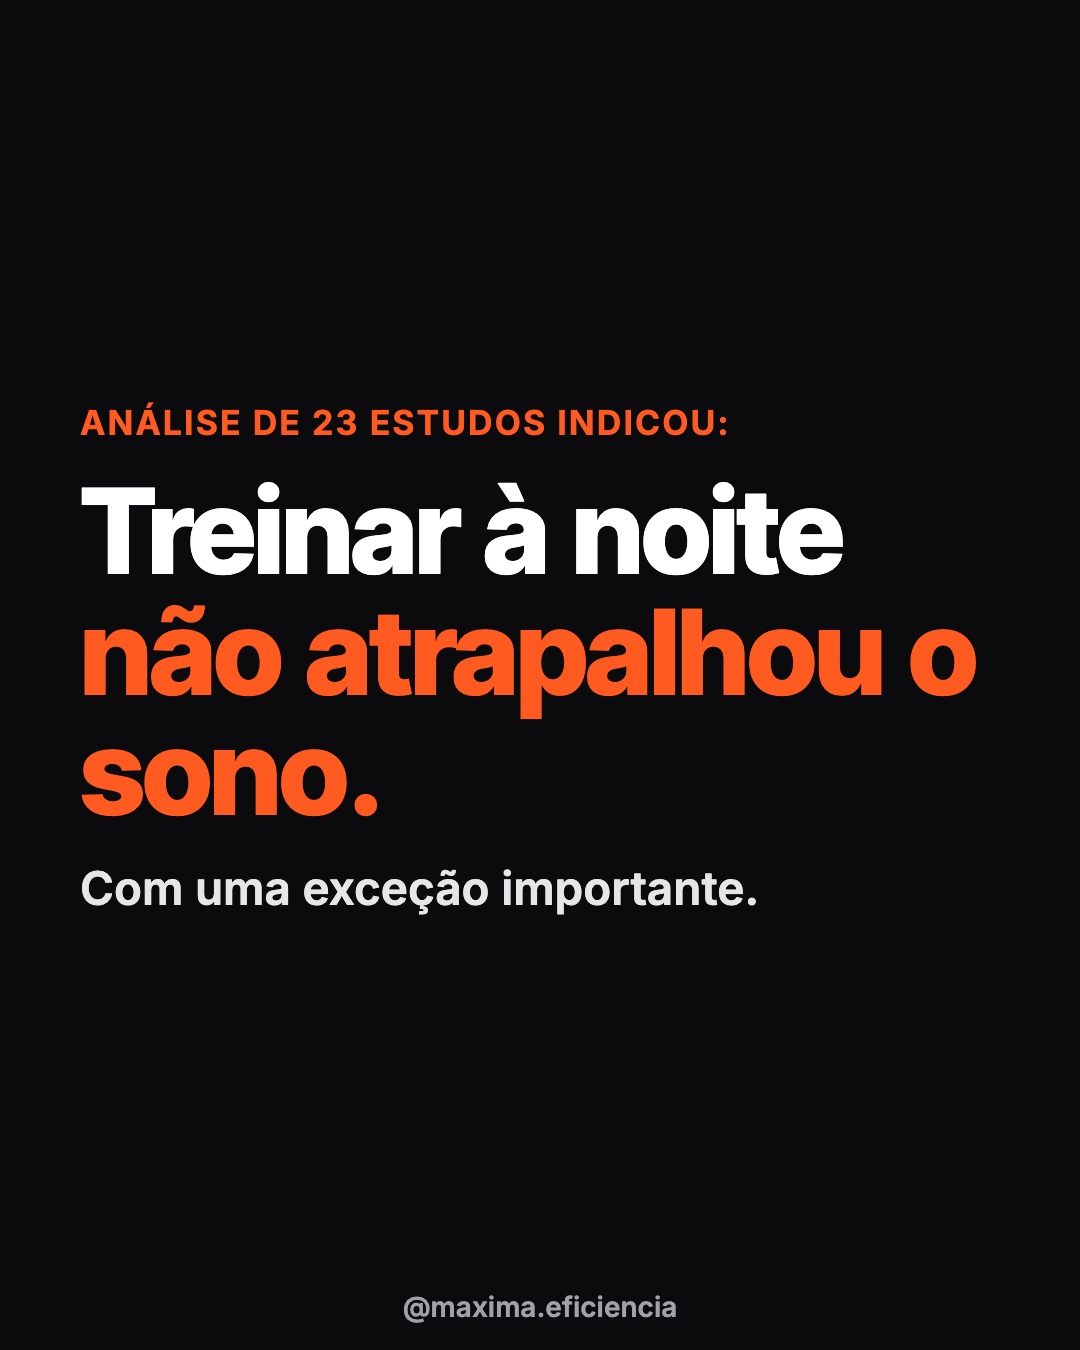 ANÁLISE DE 23 ESTUDOS INDICOU:
Treinar à noite
não atrapalhou o
sono.
Com uma exceção importante.
@maxima.eficiencia